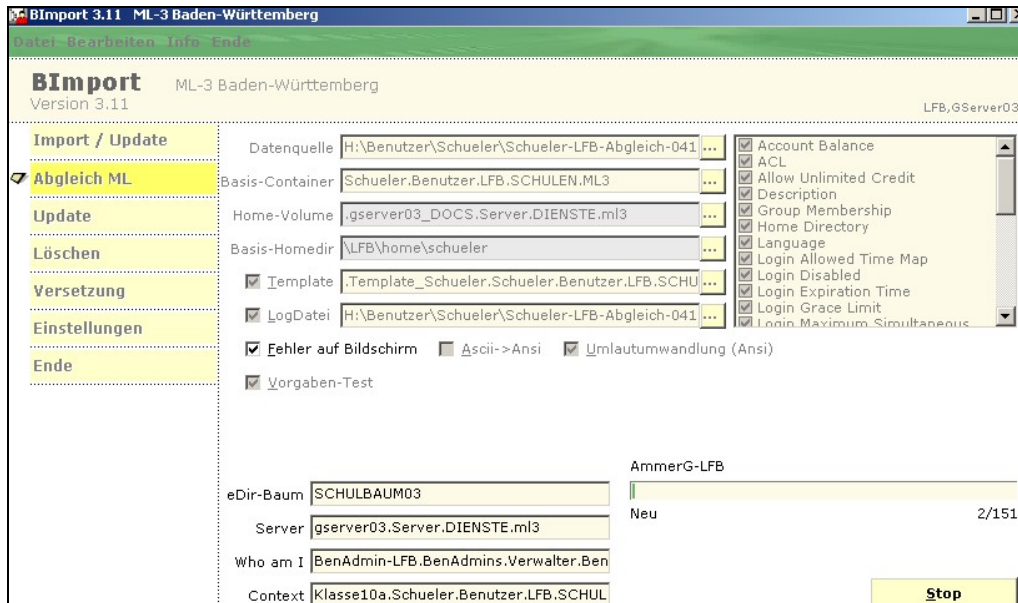 BImport 3.11 ML-3 Baden-Württemberg
Datei Bearbeiten Info Ende
BImport ML-3 Baden-Württemberg
Version 3.11
LFB,GServer03
Import / Update
Abgleich ML
Update
Löschen
Versetzung
Einstellungen
Ende
Datenquelle H:\Benutzer\Schueler\Schueler-LFB-Abgleich-041 ...
Basis-Container Schueler.Benutzer.LFB.SCHULEN.ML3 ...
Home-Volume .gserver03_DOCS.Server.DIENSTE.ml3 ...
Basis-Homedir \LFB\home\schueler ...
Template .Template_Schueler.Schueler.Benutzer.LFB.SCHU ...
LogDatei H:\Benutzer\Schueler\Schueler-LFB-Abgleich-041 ...
Account Balance
ACL
Allow Unlimited Credit
Description
Group Membership
Home Directory
Language
Login Allowed Time Map
Login Disabled
Login Expiration Time
Login Grace Limit
Login Maximum Simultaneous
Fehler auf Bildschirm Ascii->Ansi Umlautumwandlung (Ansi)
Vorgaben-Test
AmmerG-LFB
Neu 2/151
eDir-Baum SCHULBAUM03
Server gserver03.Server.DIENSTE.ml3
Who am I BenAdmin-LFB.BenAdmins.Verwalter.Ben
Context Klasse10a.Schueler.Benutzer.LFB.SCHUL
Stop